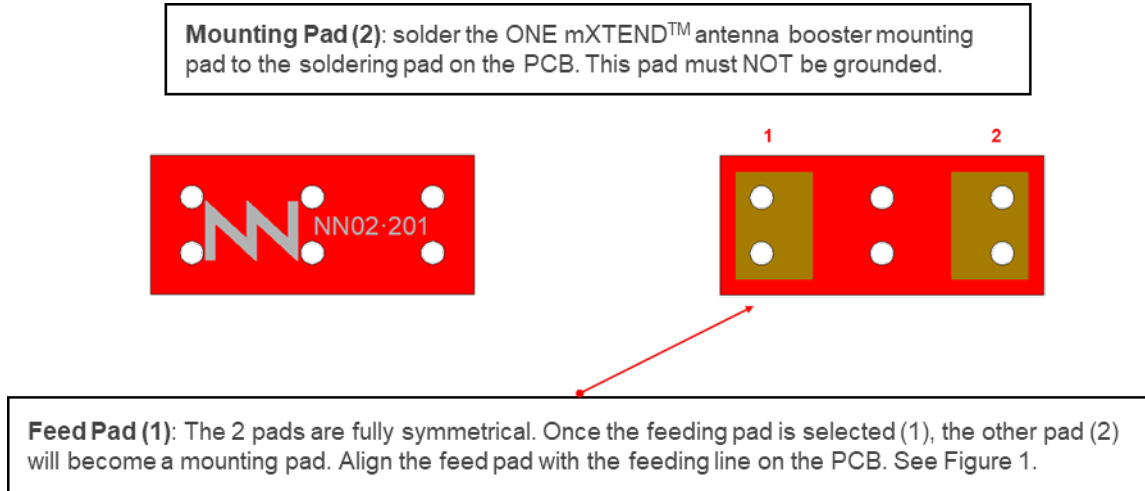 Mounting Pad (2): solder the ONE mXTEND™ antenna booster mounting
pad to the soldering pad on the PCB. This pad must NOT be grounded.
1 2
NN02·201
Feed Pad (1): The 2 pads are fully symmetrical. Once the feeding pad is selected (1), the other pad (2)
will become a mounting pad. Align the feed pad with the feeding line on the PCB. See Figure 1.